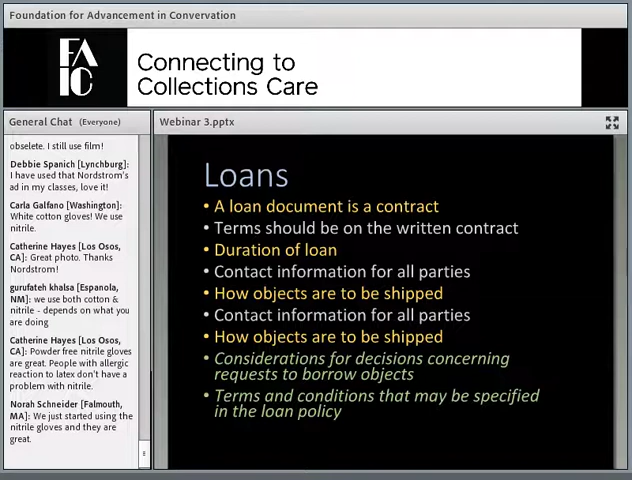 Foundation for Advancement in Convervation
FA
IC
Connecting to
Collections Care
General Chat (Everyone)
obselete. I still use film!
Debbie Spanich [Lynchburg]:
I have used that Nordstrom's
ad in my classes, love it!
Carla Galfano [Washington]:
White cotton gloves! We use
nitrile.
Catherine Hayes [Los Osos,
CA]: Great photo. Thanks
Nordstrom!
gurufateh khalsa [Espanola,
NM]: we use both cotton &
nitrile - depends on what you
are doing
Catherine Hayes [Los Osos,
CA]: Powder free nitrile gloves
are great. People with allergic
reaction to latex don't have a
problem with nitrile.
Norah Schneider [Falmouth,
MA]: We just started using the
nitrile gloves and they are
great.
Webinar 3.pptx
Loans
• A loan document is a contract
• Terms should be on the written contract
• Duration of loan
• Contact information for all parties
• How objects are to be shipped
• Contact information for all parties
• How objects are to be shipped
• Considerations for decisions concerning
requests to borrow objects
• Terms and conditions that may be specified
in the loan policy